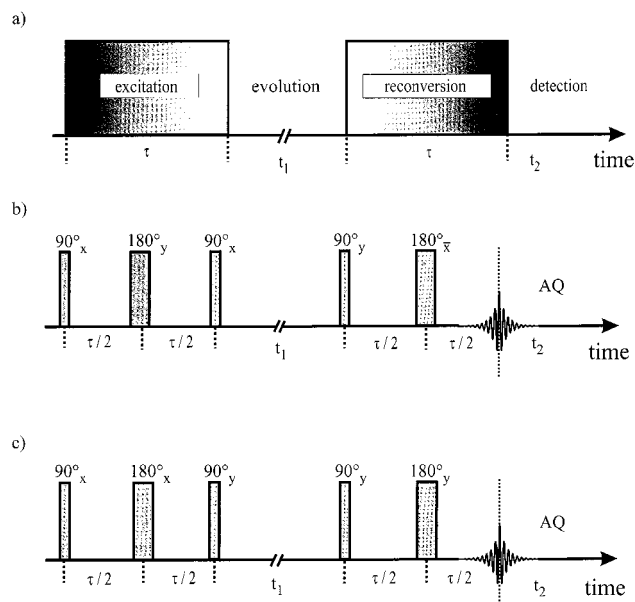 a)
excitation evolution reconversion detection
τ t₁ τ t₂ time
b)
90°x 180°y 90°x 90°y 180°x̅
AQ
τ / 2 τ / 2 t₁ τ / 2 τ / 2 t₂ time
c)
90°x 180°x 90°y 90°y 180°y
AQ
τ / 2 τ / 2 t₁ τ / 2 τ / 2 t₂ time